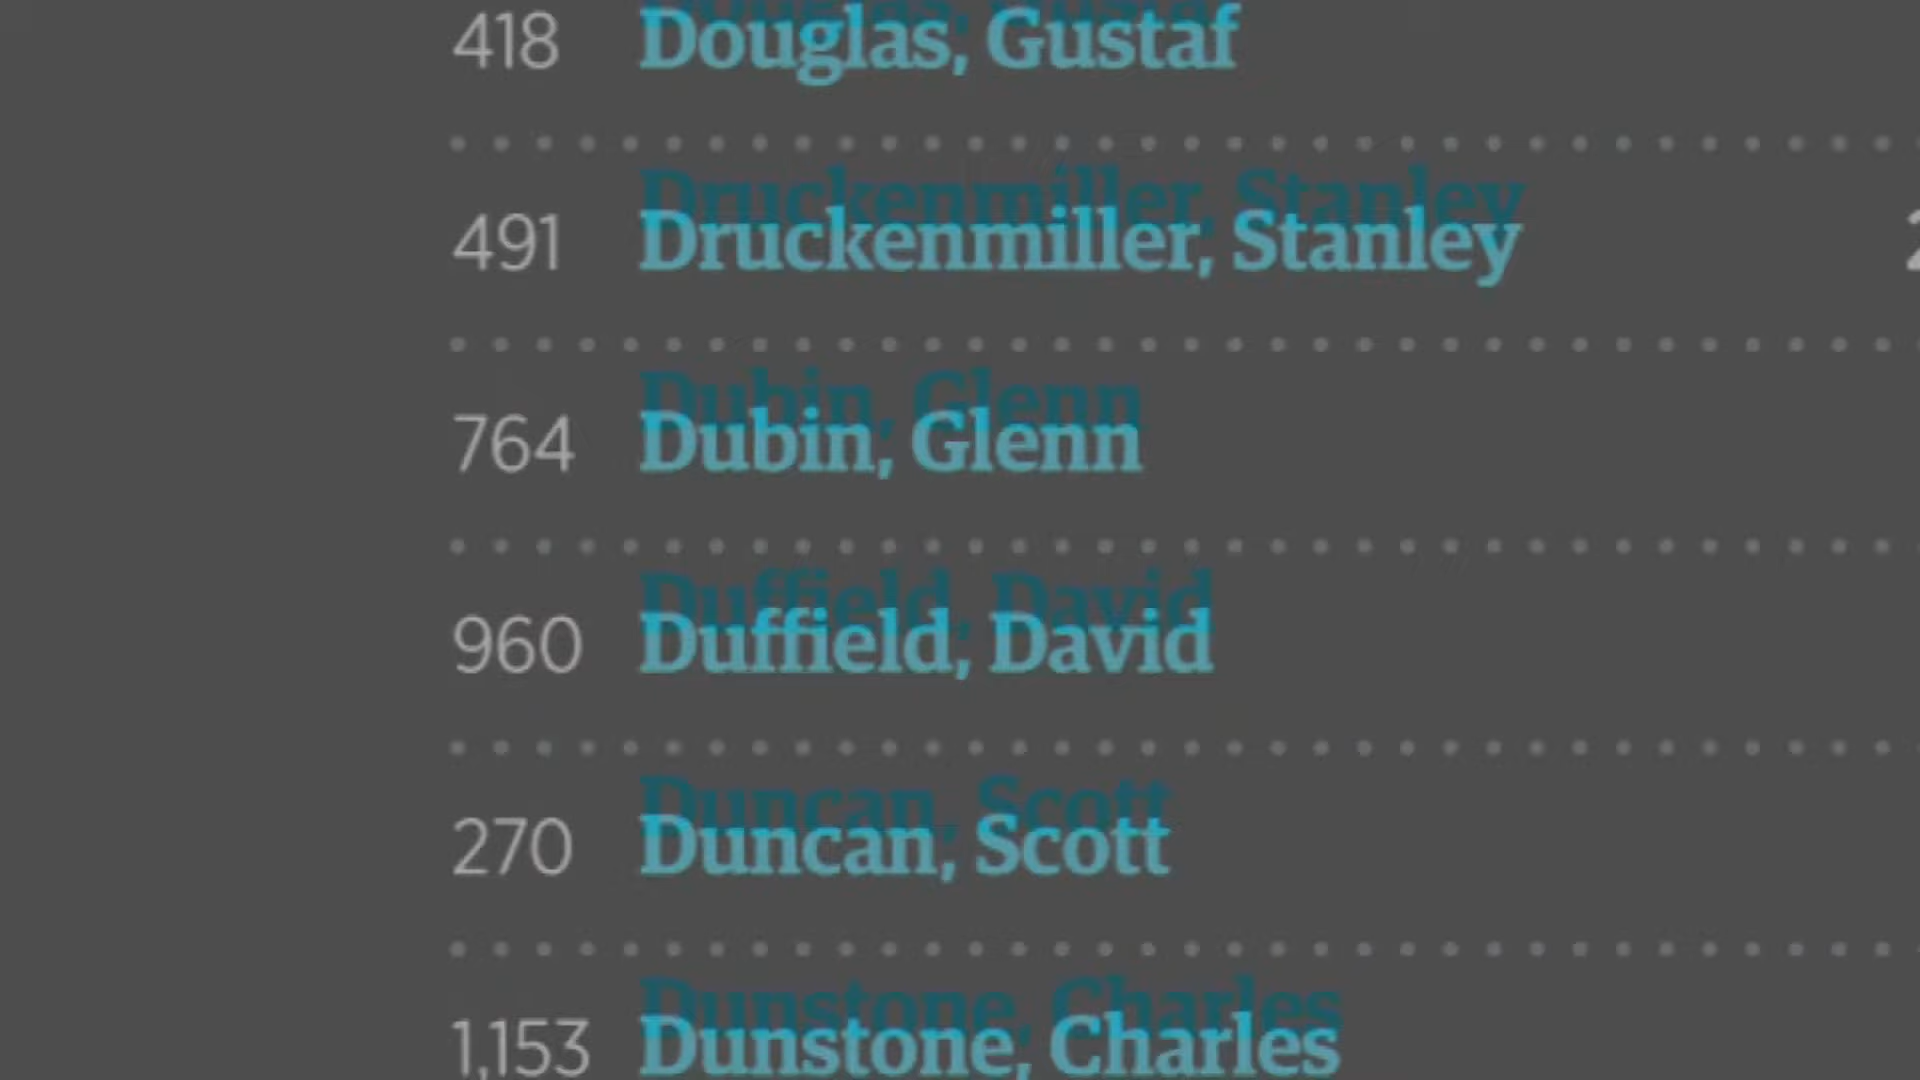 418 Douglas, Gustaf
491 Druckenmiller, Stanley
764 Dubin, Glenn
960 Duffield, David
270 Duncan, Scott
1,153 Dunstone, Charles